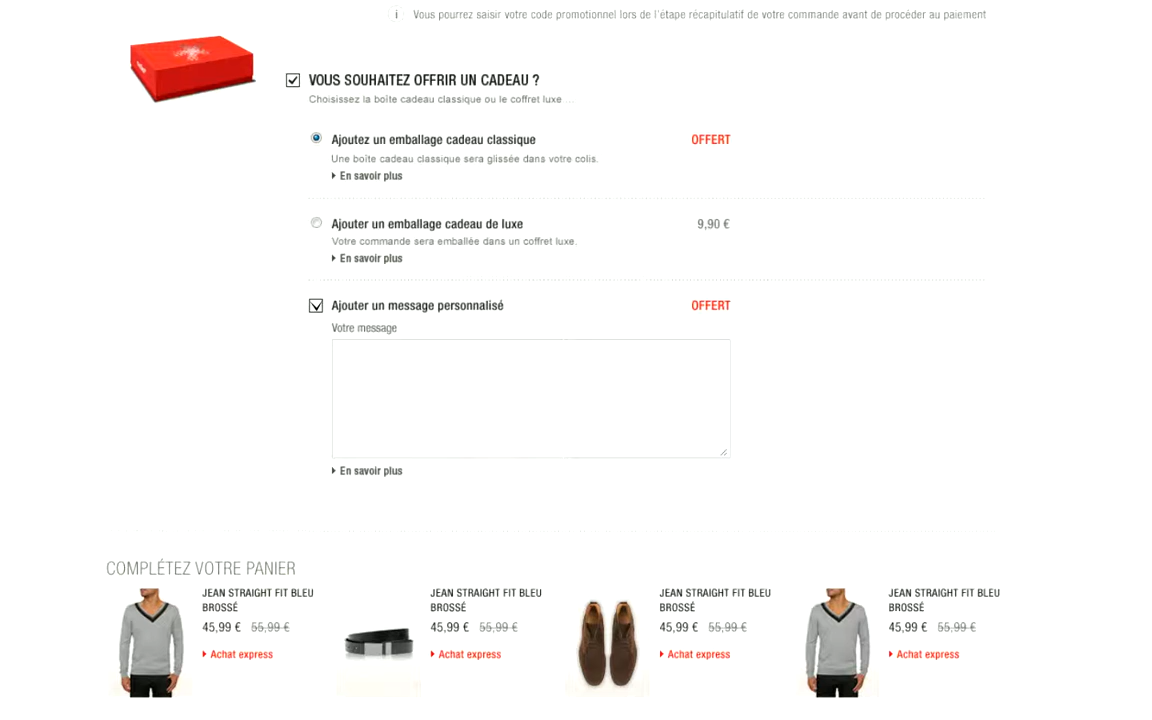 i Vous pourrez saisir votre code promotionnel lors de l'étape récapitulatif de votre commande avant de procéder au paiement
VOUS SOUHAITEZ OFFRIR UN CADEAU ?
Choisissez la boîte cadeau classique ou le coffret luxe ...
Ajoutez un emballage cadeau classique OFFERT
Une boîte cadeau classique sera glissée dans votre colis.
En savoir plus
Ajouter un emballage cadeau de luxe 9,90 €
Votre commande sera emballée dans un coffret luxe.
En savoir plus
Ajouter un message personnalisé OFFERT
Votre message
En savoir plus
COMPLÉTEZ VOTRE PANIER
JEAN STRAIGHT FIT BLEU
BROSSÉ
45,99 € 55,99 €
Achat express
JEAN STRAIGHT FIT BLEU
BROSSÉ
45,99 € 55,99 €
Achat express
JEAN STRAIGHT FIT BLEU
BROSSÉ
45,99 € 55,99 €
Achat express
JEAN STRAIGHT FIT BLEU
BROSSÉ
45,99 € 55,99 €
Achat express